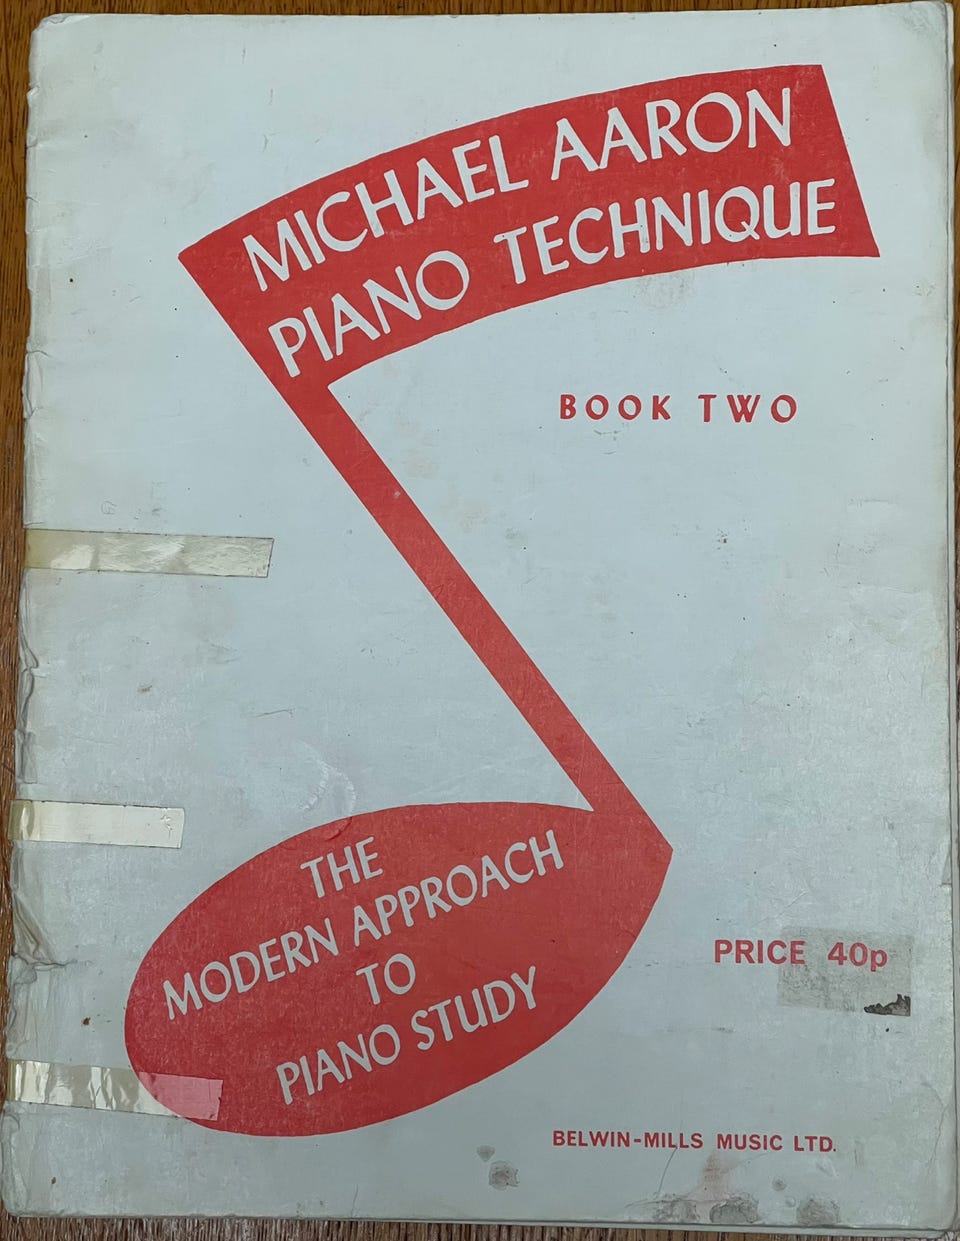 MICHAEL AARON
PIANO TECHNIQUE
BOOK TWO
THE
MODERN APPROACH
TO
PIANO STUDY
PRICE 40p
BELWIN-MILLS MUSIC LTD.